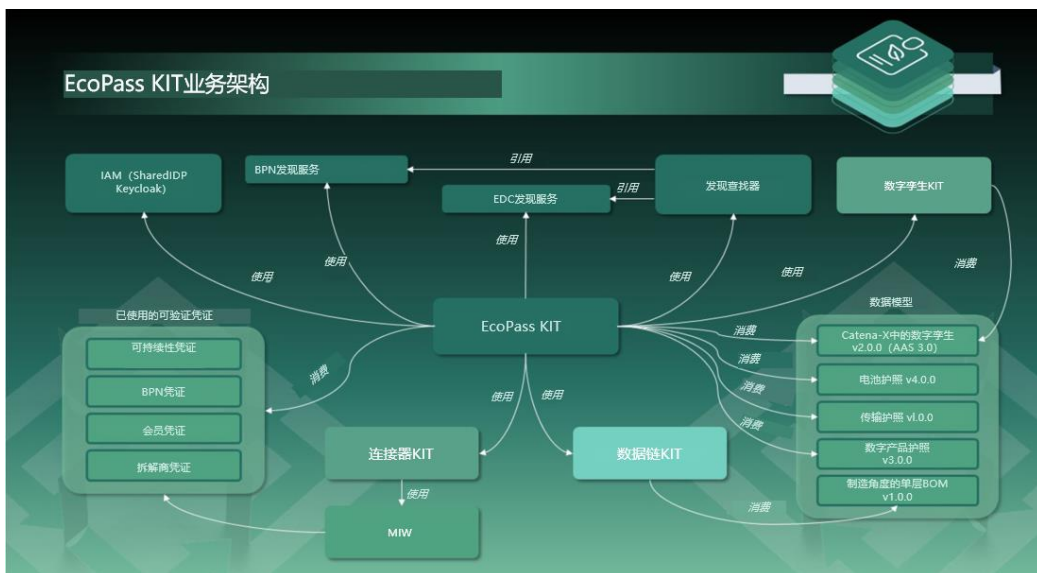 EcoPass KIT业务架构
IAM（SharedIDP
Keycloak）
BPN发现服务
引用
EDC发现服务
引用
发现查找器
数字孪生KIT
使用
使用
使用
使用
使用
消费
已使用的可验证凭证
可持续性凭证
BPN凭证
会员凭证
拆解商凭证
EcoPass KIT
消费
消费
消费
消费
消费
数据模型
Catena-X中的数字孪生
v2.0.0（AAS 3.0）
电池护照 v4.0.0
传输护照 vl.0.0
数字产品护照
v3.0.0
制造角度的单层BOM
v1.0.0
使用
使用
连接器KIT
数据链KIT
使用
消费
MIW